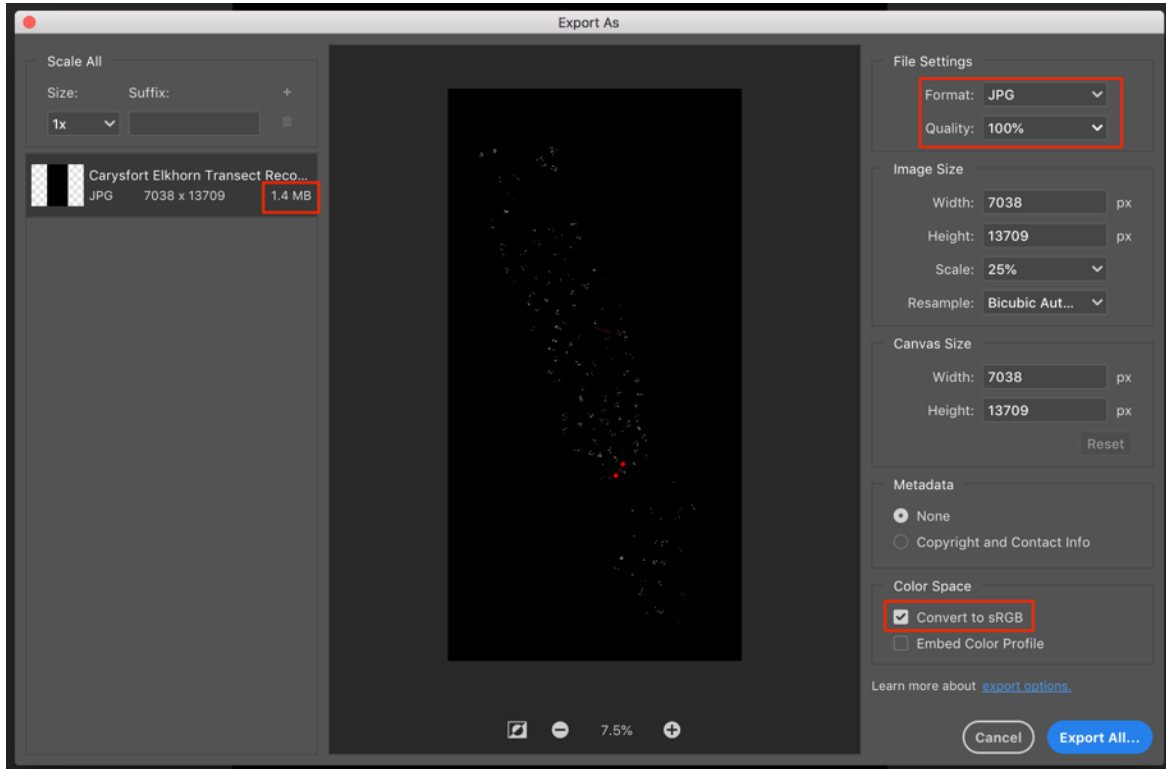 Export As
Scale All
Size: Suffix: +
1x
Carysfort Elkhorn Transect Reco...
JPG 7038 x 13709 1.4 MB
7.5%
File Settings
Format: JPG
Quality: 100%
Image Size
Width: 7038 px
Height: 13709 px
Scale: 25%
Resample: Bicubic Aut...
Canvas Size
Width: 7038 px
Height: 13709 px
Reset
Metadata
None
Copyright and Contact Info
Color Space
Convert to sRGB
Embed Color Profile
Learn more about export options.
Cancel Export All...